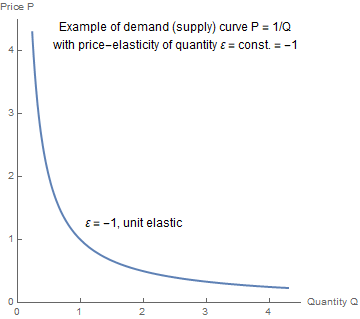 Price P
Example of demand (supply) curve P = 1/Q
with price−elasticity of quantity ε = const. = −1
4
3
2
ε = −1, unit elastic
1
0
0 1 2 3 4
Quantity Q